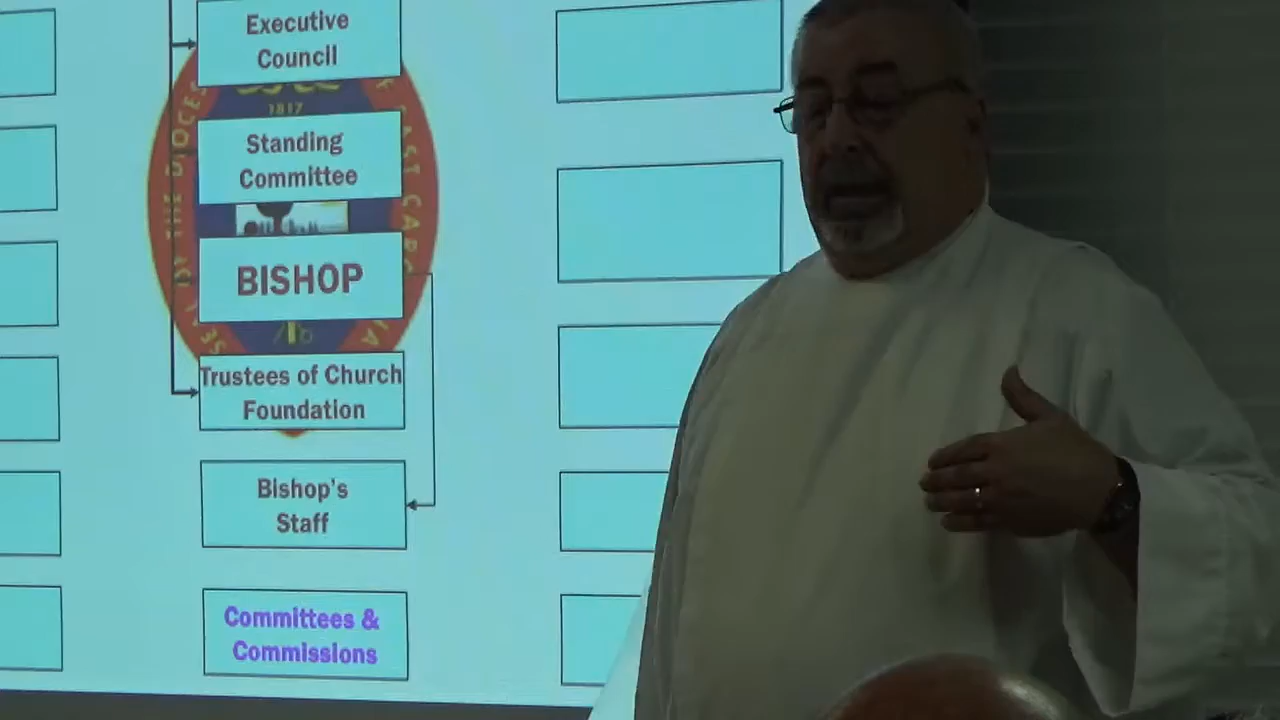 Executive
Council
1817
Standing
Committee
BISHOP
Trustees of Church
Foundation
Bishop's
Staff
Committees &
Commissions